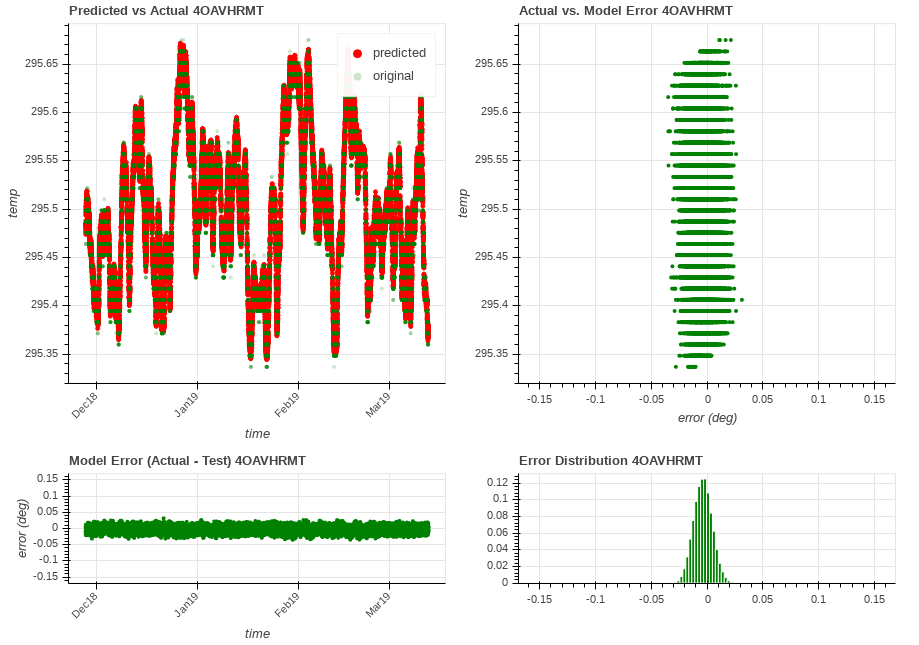 Predicted vs Actual 4OAVHRMT
predicted
original
295.65
295.6
295.55
295.5
295.45
295.4
295.35
temp
Dec18
Jan19
Feb19
Mar19
time
Actual vs. Model Error 4OAVHRMT
295.65
295.6
295.55
295.5
295.45
295.4
295.35
temp
-0.15
-0.1
-0.05
0
0.05
0.1
0.15
error (deg)
Model Error (Actual - Test) 4OAVHRMT
0.15
0.1
0.05
0
-0.05
-0.1
-0.15
error (deg)
Dec18
Jan19
Feb19
Mar19
time
Error Distribution 4OAVHRMT
0.12
0.1
0.08
0.06
0.04
0.02
0
-0.15
-0.1
-0.05
0
0.05
0.1
0.15